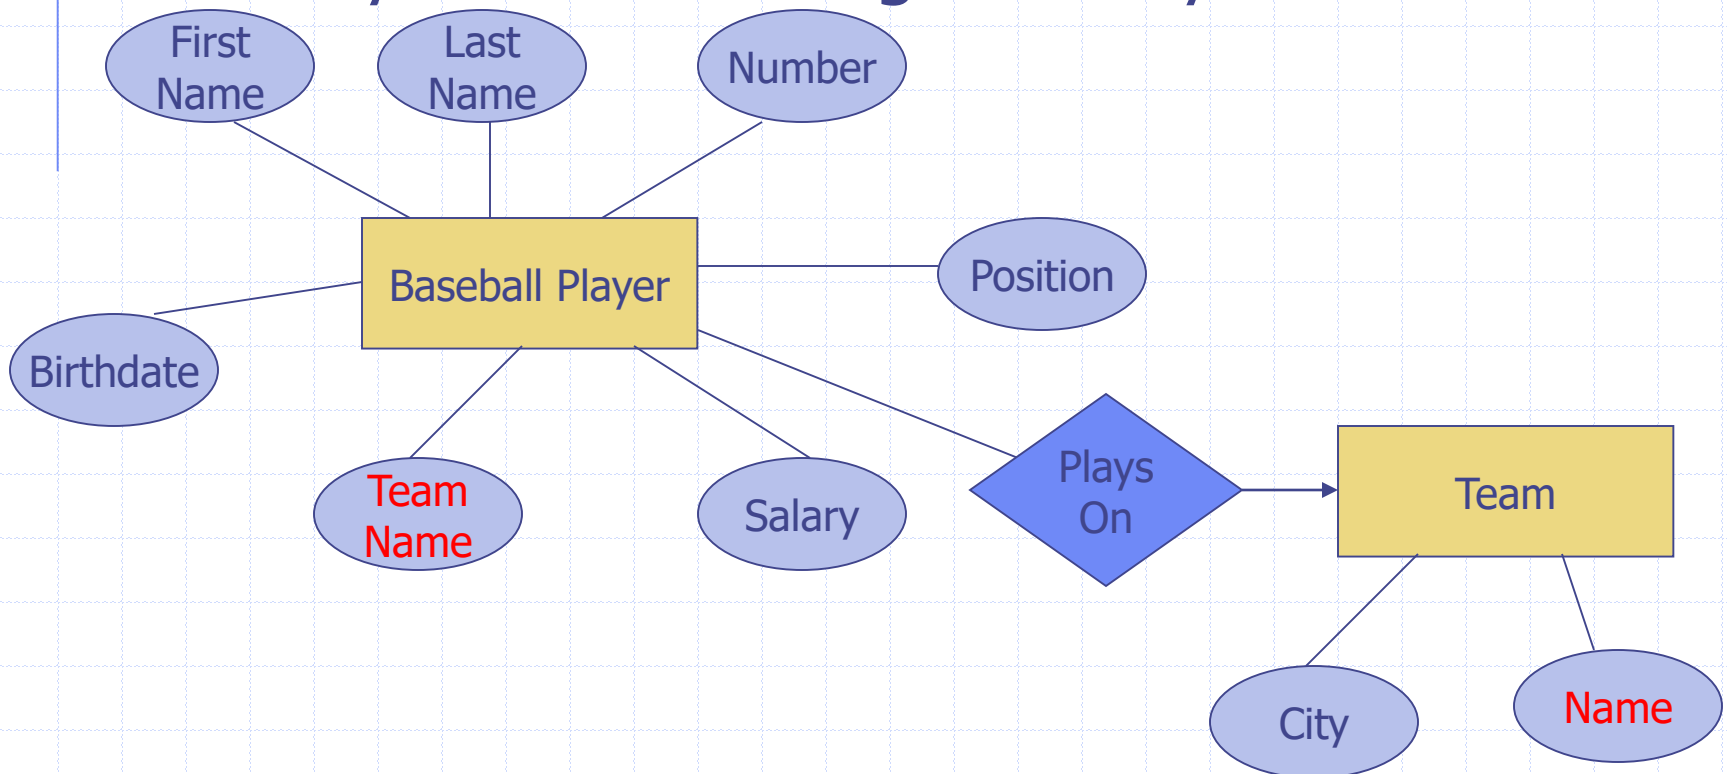 First
Name
Last
Name
Number
Baseball Player
Position
Birthdate
Team
Name
Salary
Plays
On
Team
City
Name